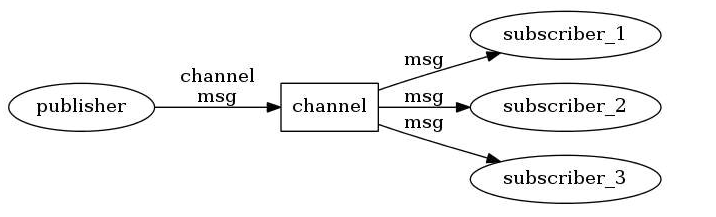 publisher
channel
msg
channel
msg
msg
msg
subscriber_1
subscriber_2
subscriber_3